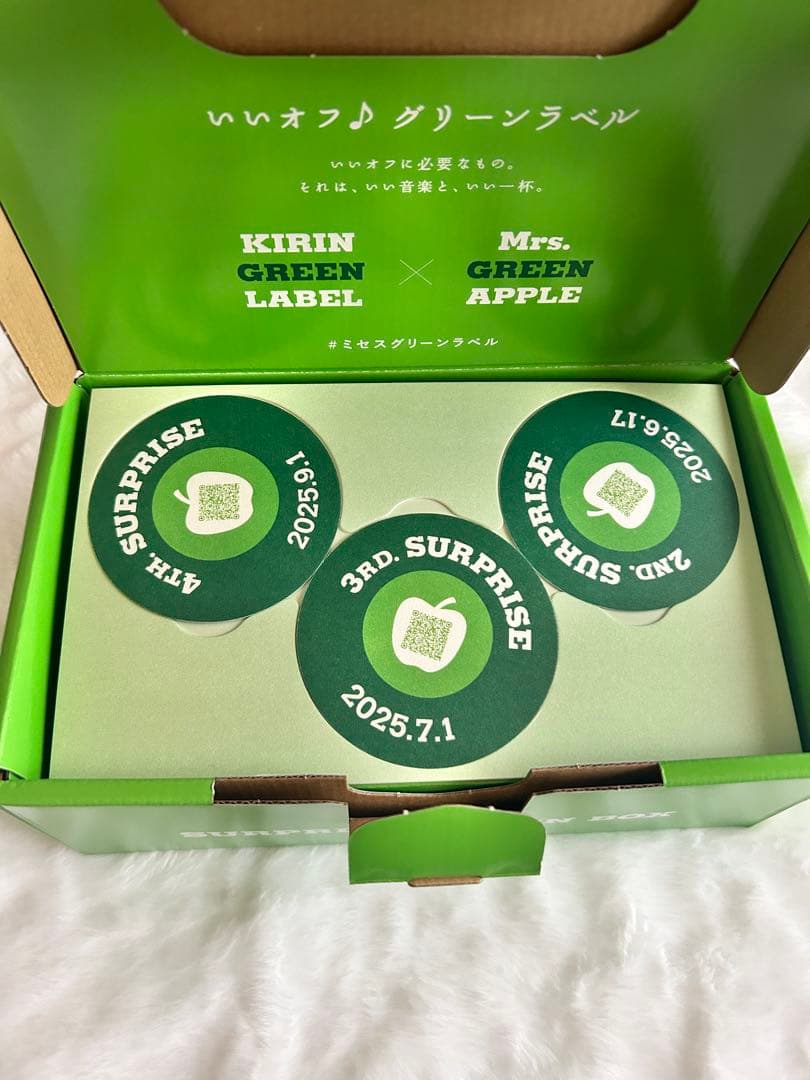 いいオフ♪ グリーンラベル
いいオフに必要なもの。
それは、いい音楽と、いい一杯。
KIRIN
GREEN
LABEL
×
Mrs.
GREEN
APPLE
#ミセスグリーンラベル
4TH. SURPRISE
2025.9.1
3RD. SURPRISE
2025.7.1
2ND. SURPRISE
2025.6.17
BOX